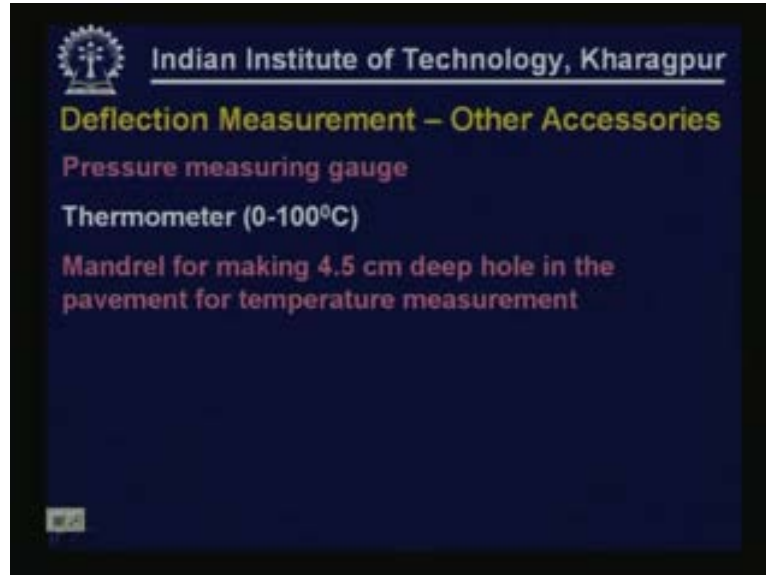 Indian Institute of Technology, Kharagpur
Deflection Measurement – Other Accessories
Pressure measuring gauge
Thermometer (0-100⁰C)
Mandrel for making 4.5 cm deep hole in the
pavement for temperature measurement